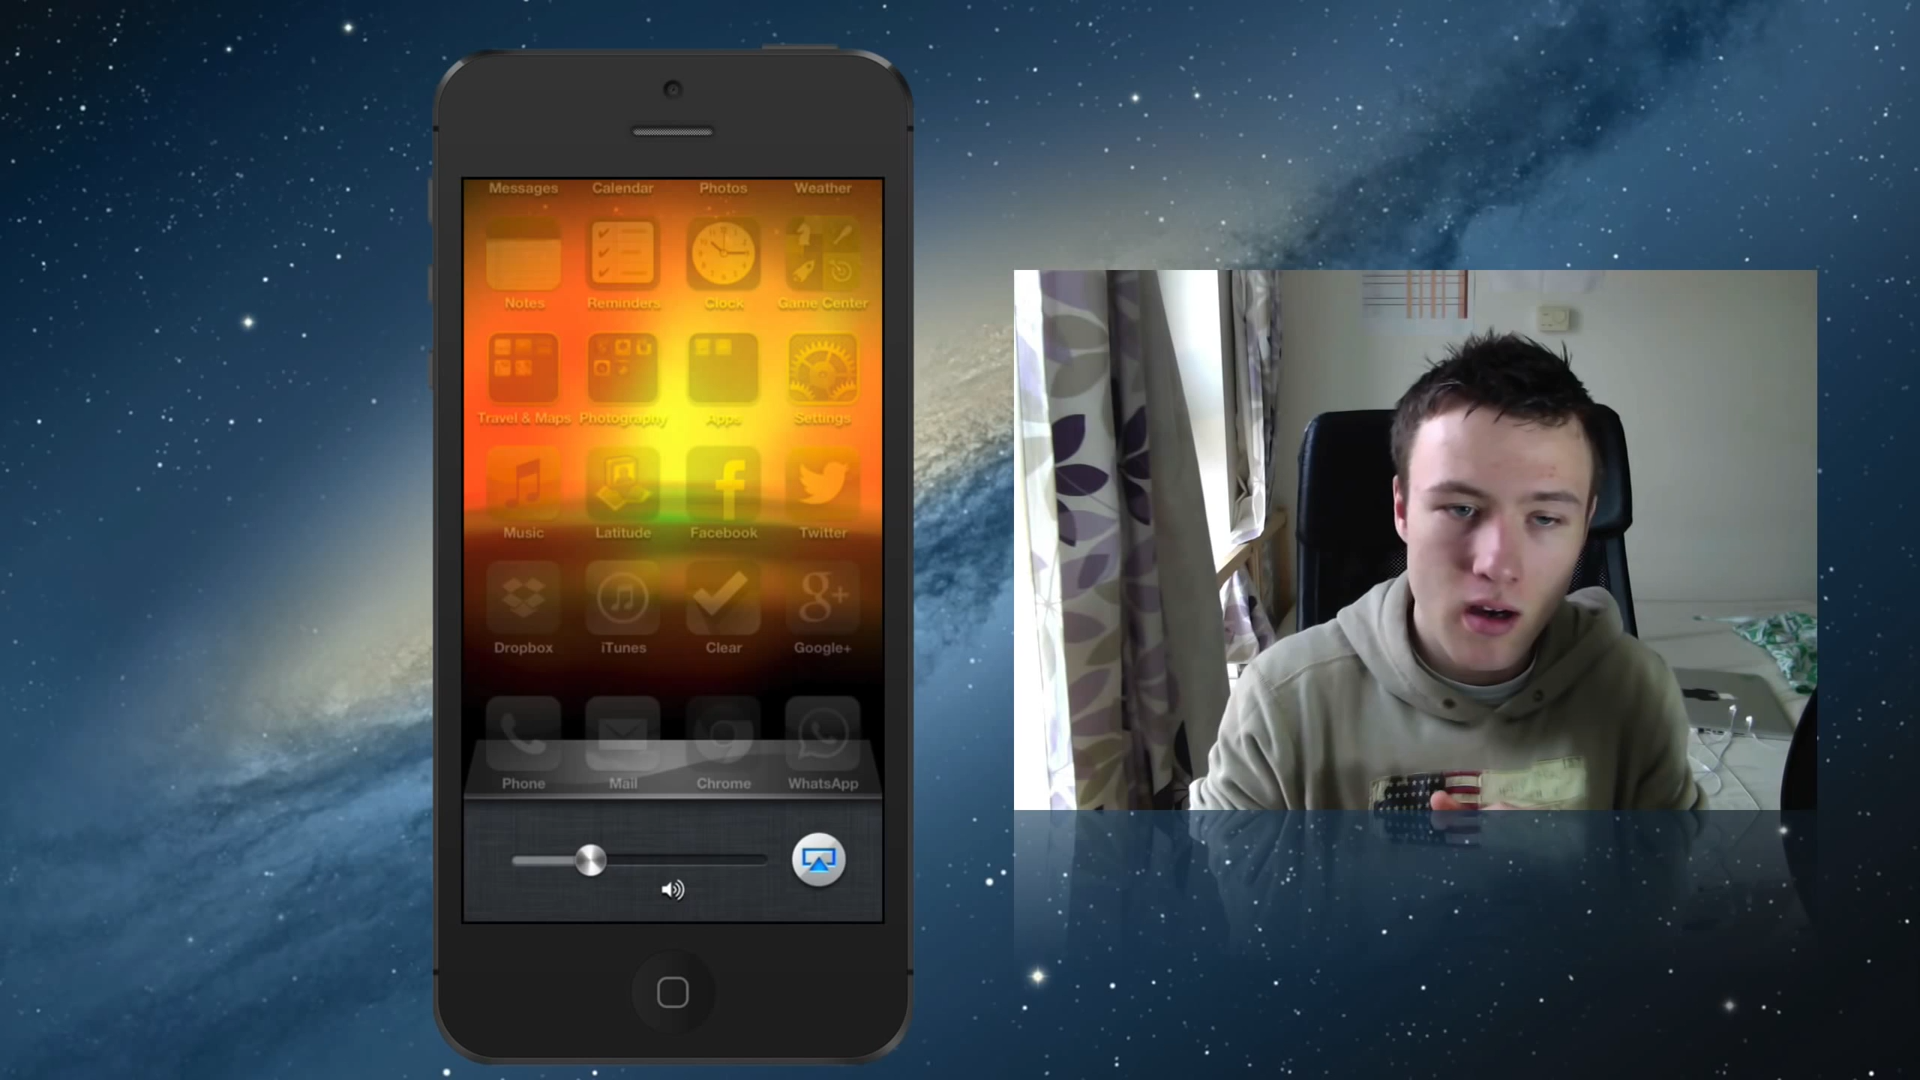 Messages Calendar Photos Weather
Notes Reminders Clock Game Center
Travel & Maps Photography Apps Settings
Music Latitude Facebook Twitter
g+
Dropbox iTunes Clear Google+
Phone Mail Chrome WhatsApp